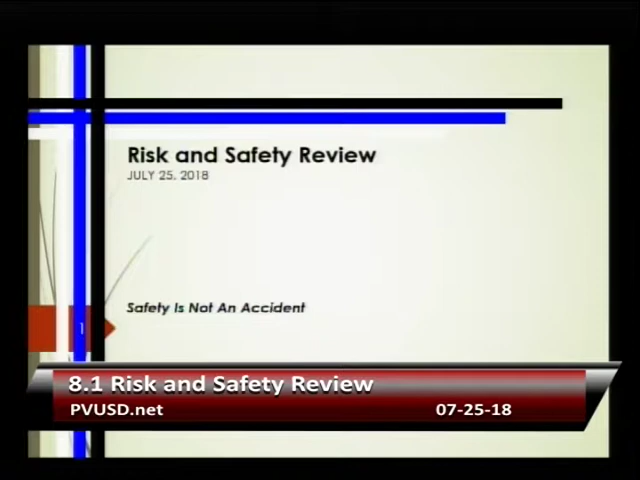 Risk and Safety Review
JULY 25, 2018
Safety Is Not An Accident
1
8.1 Risk and Safety Review
PVUSD.net 07-25-18